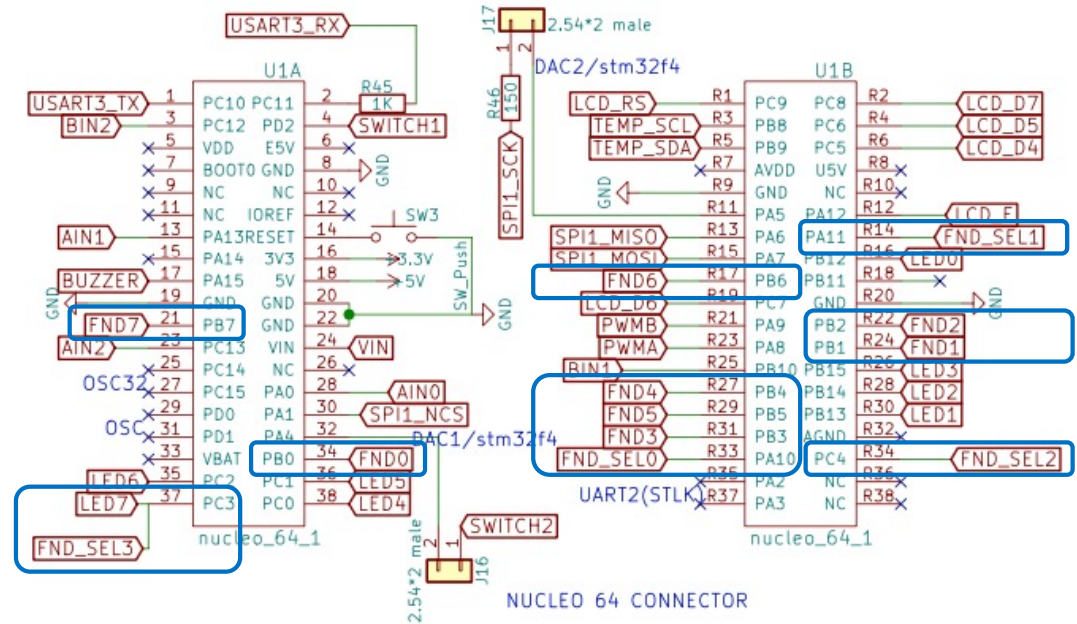 USART3_RX
J17
2.54*2 male
1 2
DAC2/stm32f4
R46
150
SPI1_SCK
U1A
R45
1K
USART3_TX 1 PC10 PC11 2
BIN2 3 PC12 PD2 4 SWITCH1
5 VDD E5V 6
7 BOOT0 GND 8 GND
9 NC NC 10
11 NC IOREF 12 SW3
AIN1 13 PA13 RESET 14
15 PA14 3V3 16 3.3V
BUZZER 17 PA15 5V 18 +5V
SW_Push
GND 19 GND GND 20
FND7 21 PB7 GND 22 GND
AIN2 23 PC13 VIN 24 VIN
25 PC14 NC 26
OSC32 27 PC15 PA0 28 AIN0
29 PD0 PA1 30 SPI1_NCS
OSC 31 PD1 PA4 32 DAC1/stm32f4
33 VBAT PB0 34 FND0
LED6 35 PC2 PC1 36 LED5
LED7 37 PC3 PC0 38 LED4
FND_SEL3
nucleo_64_1
SWITCH2
2 1
2.54*2 male
J16
U1B
LCD_RS R1 PC9 PC8 R2 LCD_D7
TEMP_SCL R3 PB8 PC6 R4 LCD_D5
TEMP_SDA R5 PB9 PC5 R6 LCD_D4
R7 AVDD U5V R8
GND R9 GND NC R10
R11 PA5 PA12 R12 LCD_E
SPI1_MISO R13 PA6 PA11 R14 FND_SEL1
SPI1_MOSI R15 PA7 PB12 R16 LED0
FND6 R17 PB6 PB11 R18
LCD_D6 R19 PC7 GND R20 GND
PWMB R21 PA9 PB2 R22 FND2
PWMA R23 PA8 PB1 R24 FND1
BIN1 R25 PB10 PB15 R26 LED3
FND4 R27 PB4 PB14 R28 LED2
FND5 R29 PB5 PB13 R30 LED1
FND3 R31 PB3 AGND R32
FND_SEL0 R33 PA10 PC4 R34 FND_SEL2
R35 PA2 NC R36
UART2(STLK) R37 PA3 NC R38
nucleo_64_1
NUCLEO 64 CONNECTOR